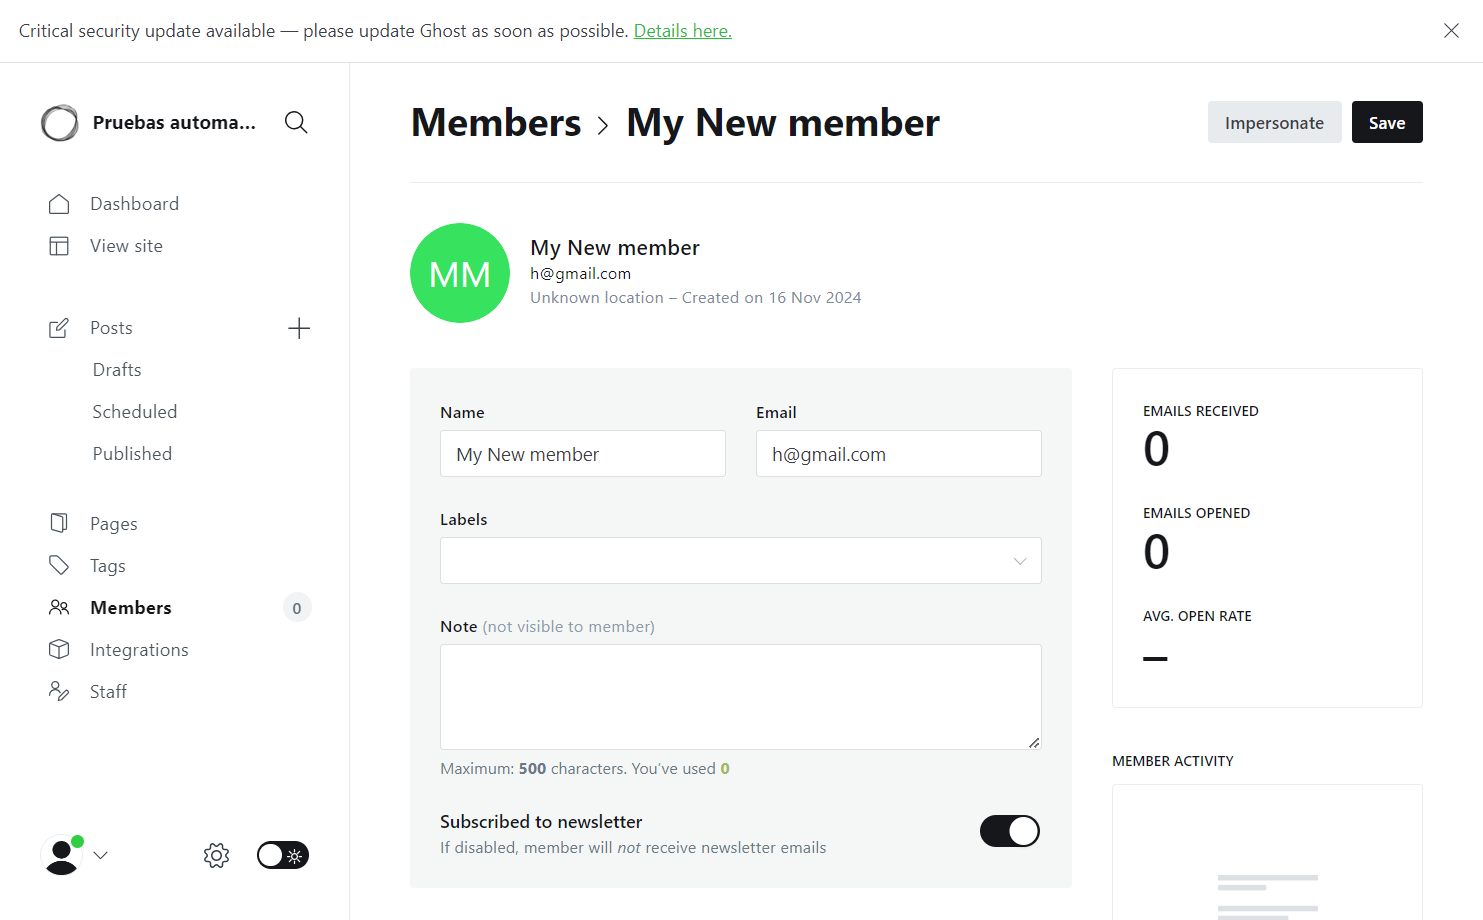 Critical security update available — please update Ghost as soon as possible. Details here.
Pruebas automa...
Dashboard
View site
Posts
Drafts
Scheduled
Published
Pages
Tags
Members
0
Integrations
Staff
Members > My New member
Impersonate
Save
MM
My New member
h@gmail.com
Unknown location – Created on 16 Nov 2024
Name
Email
My New member
h@gmail.com
Labels
Note (not visible to member)
Maximum: 500 characters. You’ve used 0
Subscribed to newsletter
If disabled, member will not receive newsletter emails
EMAILS RECEIVED
0
EMAILS OPENED
0
AVG. OPEN RATE
–
MEMBER ACTIVITY